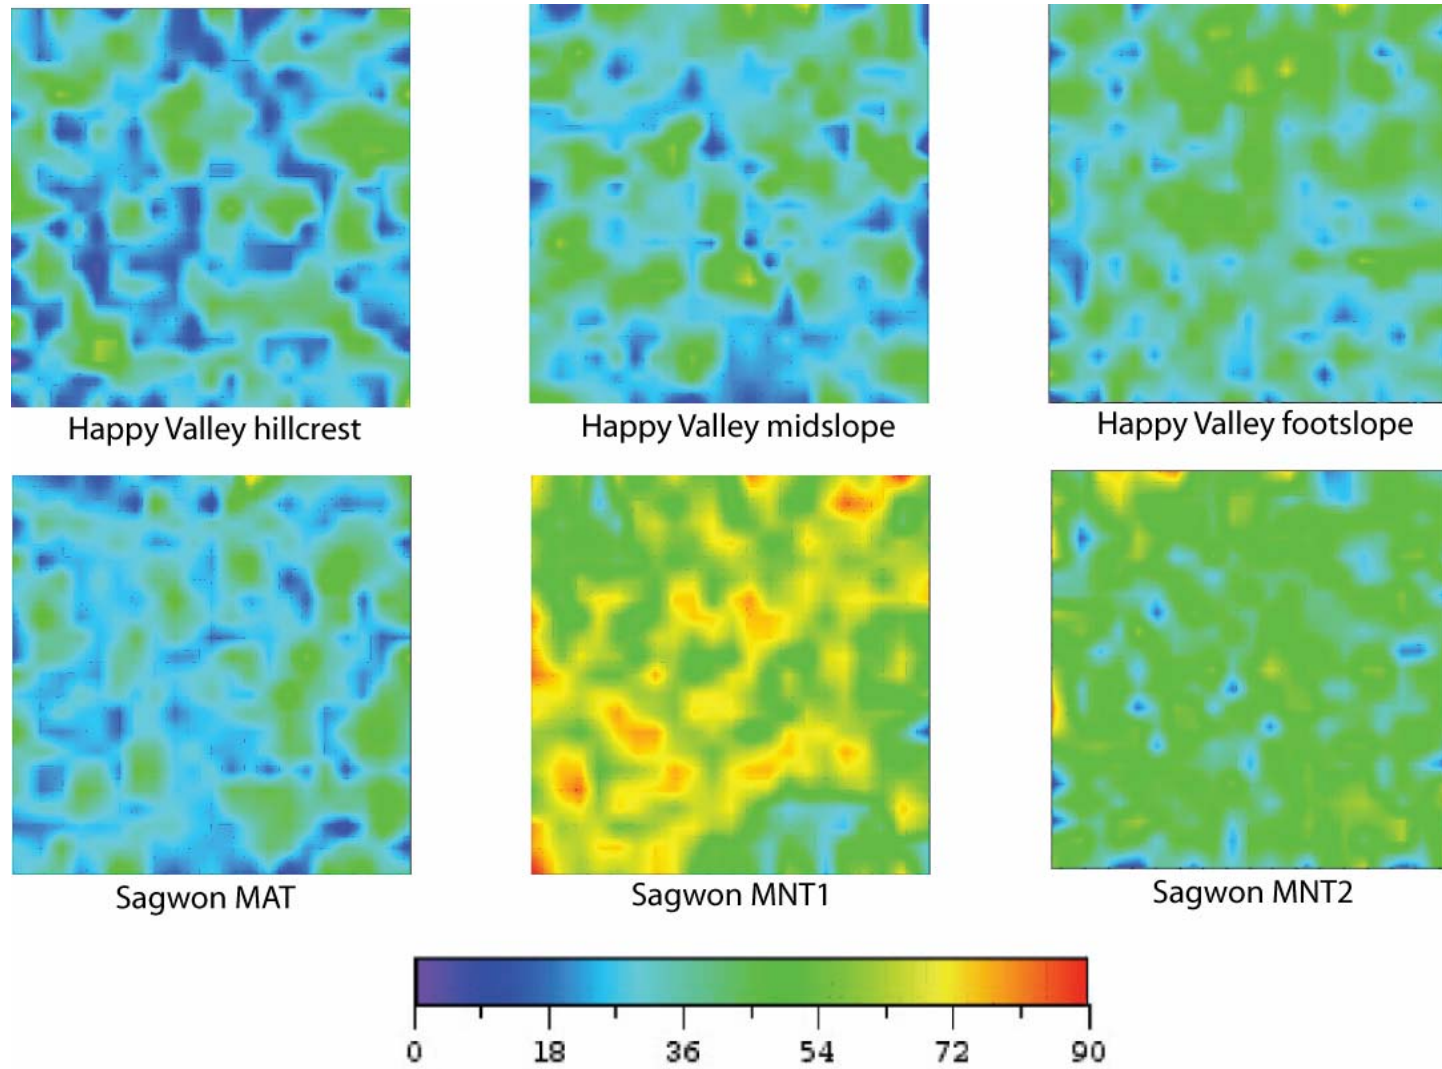 Happy Valley hillcrest
Happy Valley midslope
Happy Valley footslope
Sagwon MAT
Sagwon MNT1
Sagwon MNT2
0 18 36 54 72 90